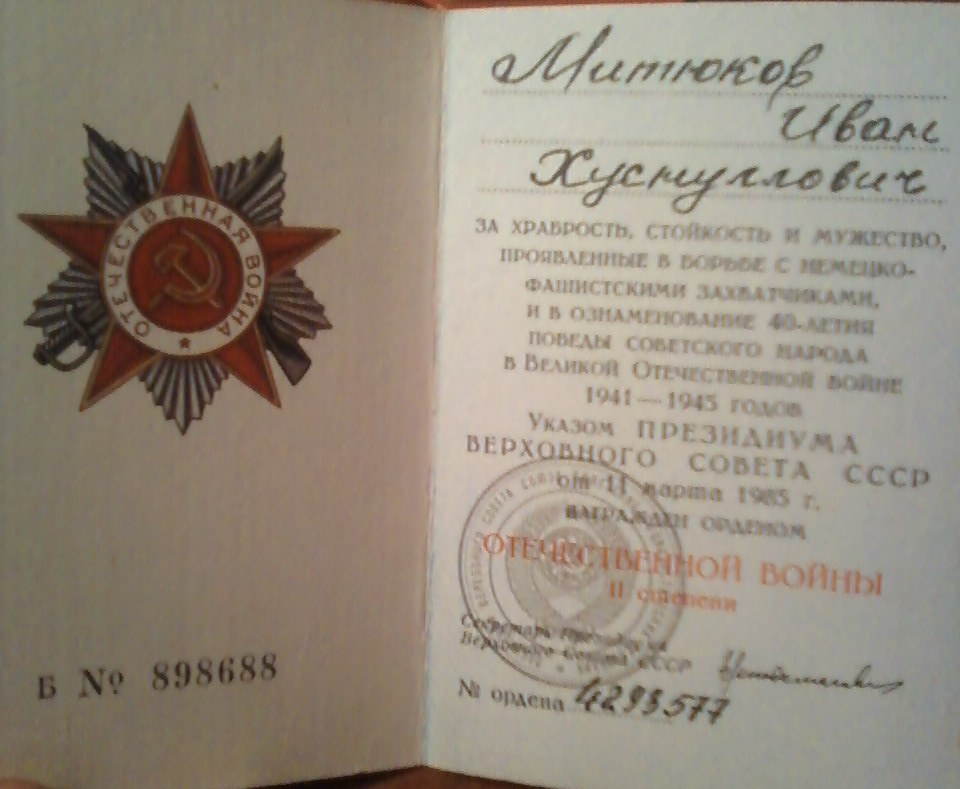 ОТЕЧЕСТВЕННАЯ ВОЙНА
Б № 898688
Митюков
Иван
Хуснуллович
ЗА ХРАБРОСТЬ, СТОЙКОСТЬ И МУЖЕСТВО,
ПРОЯВЛЕННЫЕ В БОРЬБЕ С НЕМЕЦКО-
ФАШИСТСКИМИ ЗАХВАТЧИКАМИ,
И В ОЗНАМЕНОВАНИЕ 40-ЛЕТИЯ
ПОБЕДЫ СОВЕТСКОГО НАРОДА
В ВЕЛИКОЙ ОТЕЧЕСТВЕННОЙ ВОЙНЕ
1941—1945 ГОДОВ
УКАЗОМ ПРЕЗИДИУМА
ВЕРХОВНОГО СОВЕТА СССР
от 11 марта 1985 г.
НАГРАЖДЕН ОРДЕНОМ
ОТЕЧЕСТВЕННОЙ ВОЙНЫ
II степени
Секретарь Президиума
Верховного Совета СССР
№ ордена 4293577